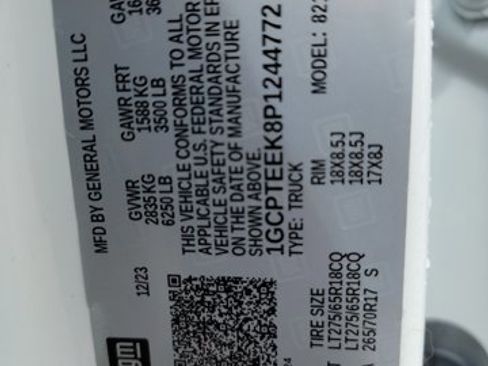 MFD BY GENERAL MOTORS LLC
12/23
GVWR GAWR FRT GAWR
2835 KG 1588 KG
6250 LB 3500 LB
THIS VEHICLE CONFORMS TO ALL
APPLICABLE U.S. FEDERAL MOTOR
VEHICLE SAFETY STANDARDS IN
ON THE DATE OF MANUFACTURE
SHOWN ABOVE.
1GCPTEEK8P1244772
TYPE: TRUCK MODEL:
gm
TIRE SIZE RIM
LT275/65R18CQ 18X8.5J
LT275/65R18CQ 18X8.5J
265/70R17 S 17X8J